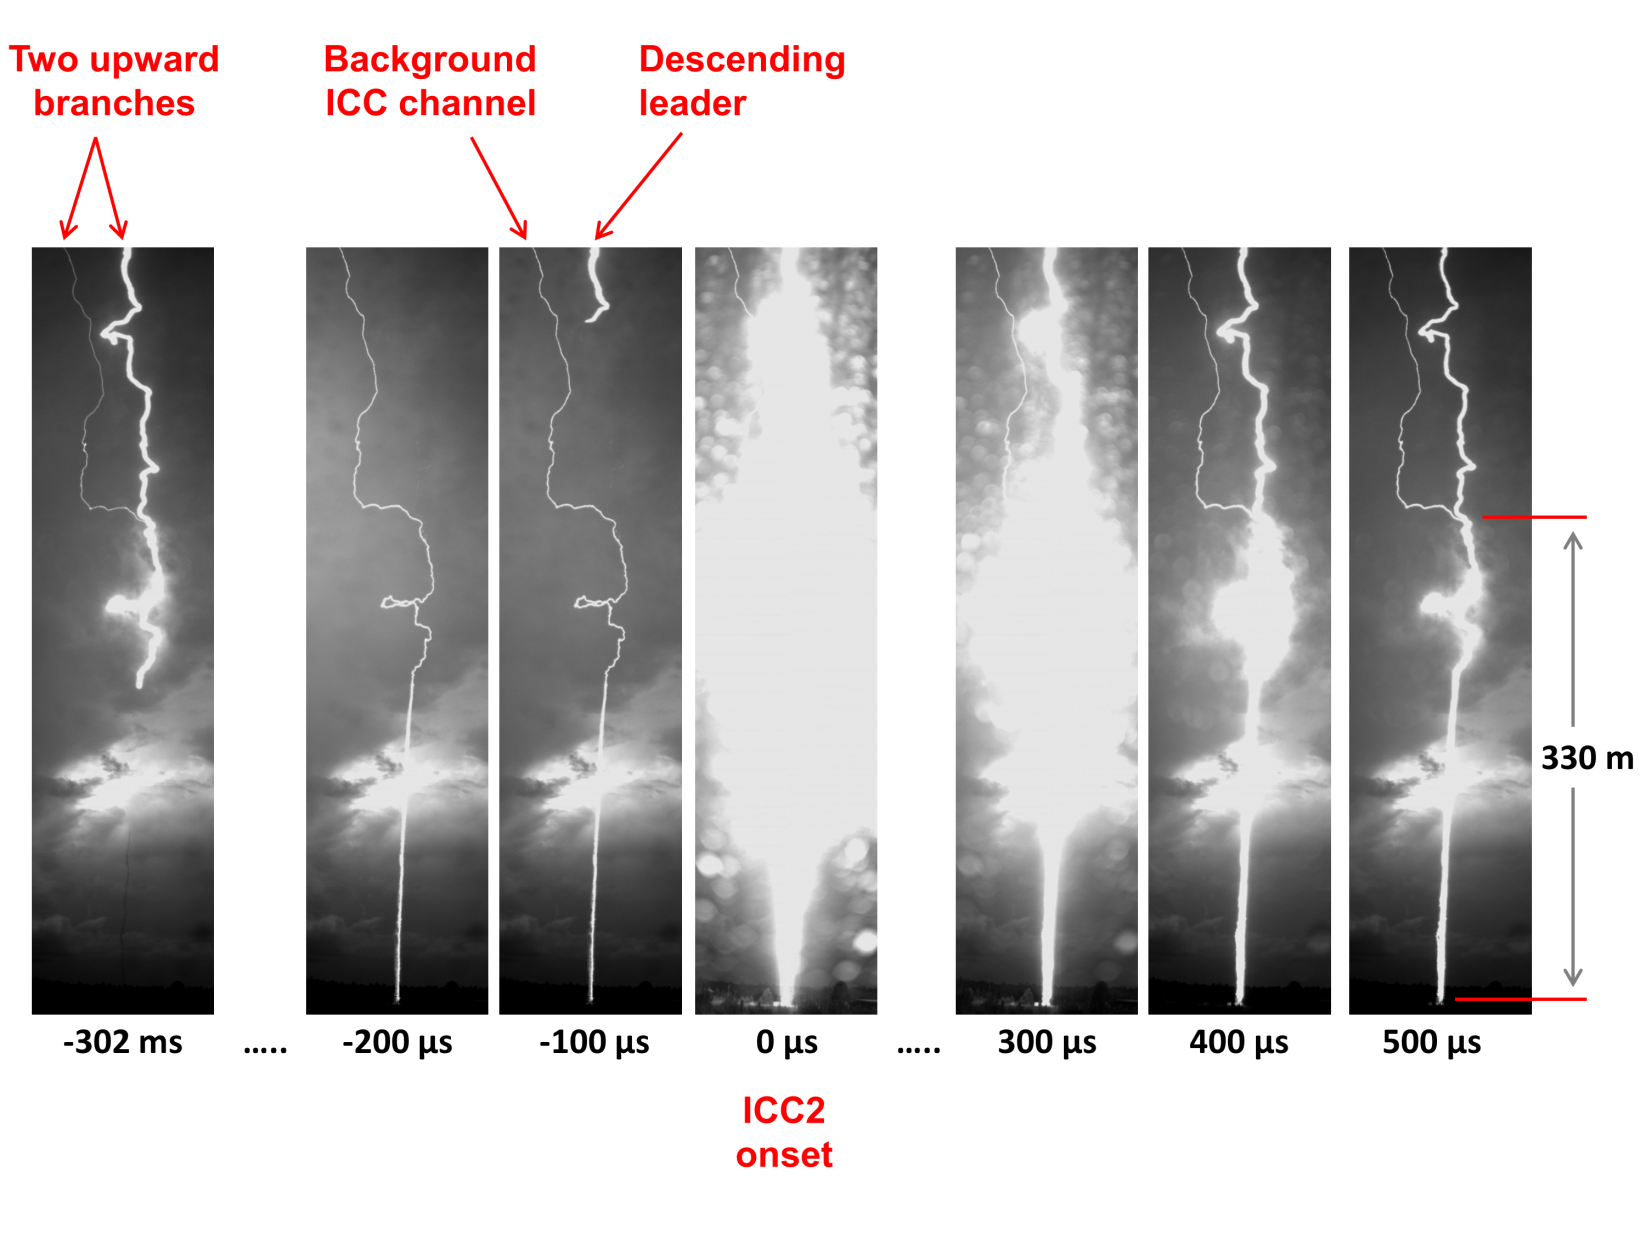 Two upward
branches
Background
ICC channel
Descending
leader
330 m
-302 ms
.....
-200 µs
-100 µs
0 µs
.....
300 µs
400 µs
500 µs
ICC2
onset